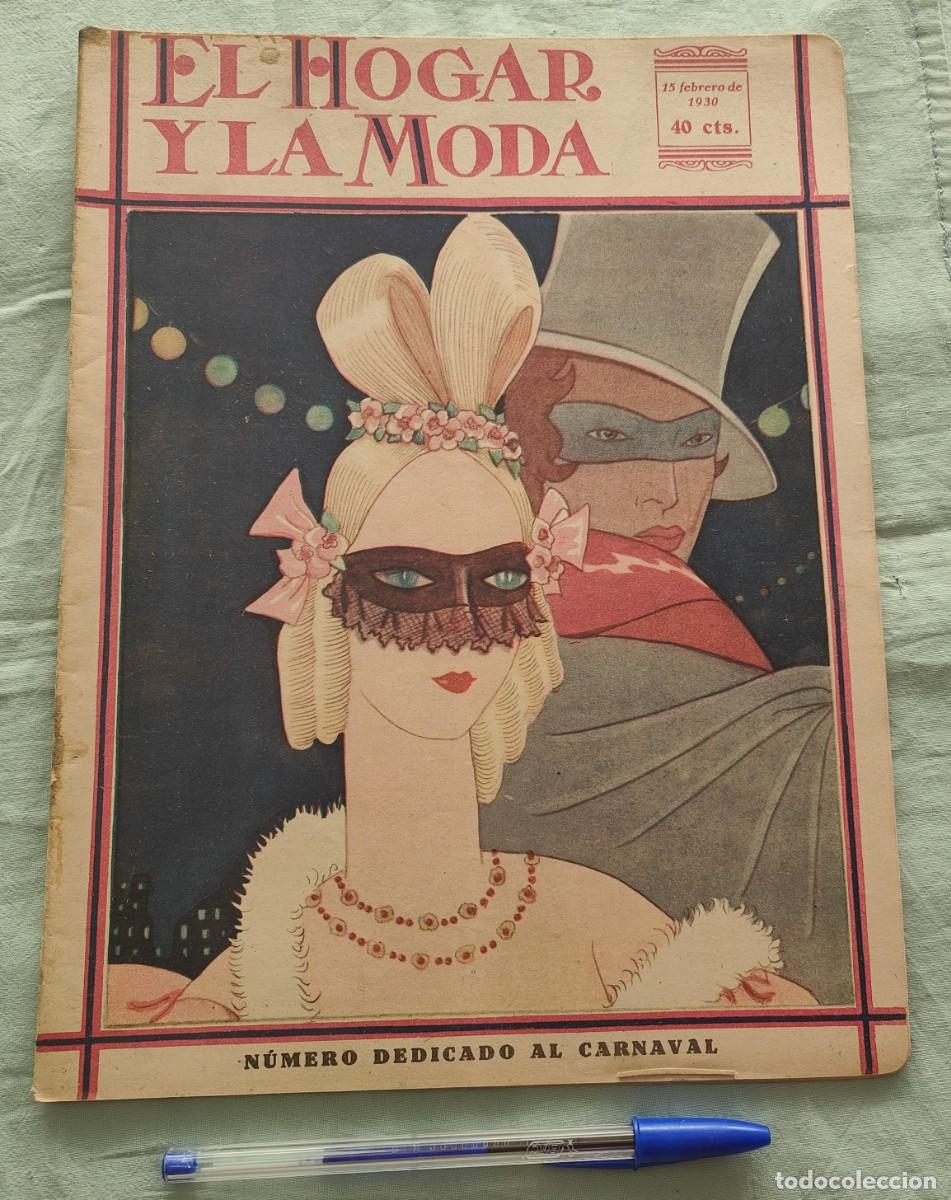 EL HOGAR
Y LA MODA
15 febrero de
1930
40 cts.
NÚMERO DEDICADO AL CARNAVAL
todocoleccion